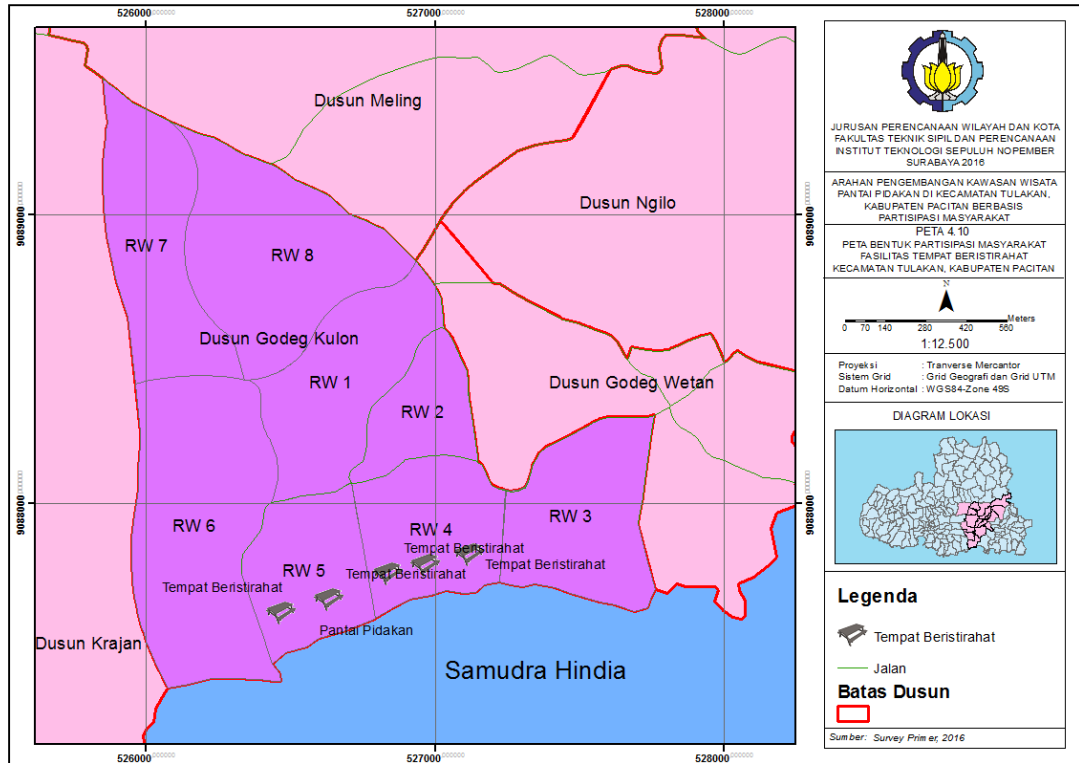 526000
527000
528000
Dusun Meling
Dusun Ngilo
9089000
9089000
RW 7
RW 8
Dusun Godeg Kulon
RW 1
Dusun Godeg Wetan
RW 2
9088000
9088000
RW 6
RW 4
RW 3
Tempat Beristirahat
Tempat Beristirahat
RW 5
Tempat Beristirahat
Tempat Beristirahat
Pantai Pidakan
Dusun Krajan
Samudra Hindia
526000
527000
528000
JURUSAN PERENCANAAN WILAYAH DAN KOTA
FAKULTAS TEKNIK SIPIL DAN PERENCANAAN
INSTITUT TEKNOLOGI SEPULUH NOPEMBER
SURABAYA 2016
ARAHAN PENGEMBANGAN KAWASAN WISATA
PANTAI PIDAKAN DI KECAMATAN TULAKAN,
KABUPATEN PACITAN BERBASIS
PARTISIPASI MASYARAKAT
PETA 4.10
PETA BENTUK PARTISIPASI MASYARAKAT
FASILITAS TEMPAT BERISTIRAHAT
KECAMATAN TULAKAN, KABUPATEN PACITAN
N
Meters
0 70 140 280 420 560
1:12.500
Proyeksi : Tranverse Mercantor
Sistem Grid : Grid Geografi dan Grid UTM
Datum Horizontal : WGS84-Zone 49S
DIAGRAM LOKASI
Legenda
Tempat Beristirahat
Jalan
Batas Dusun
Sumber: Survey Primer, 2016